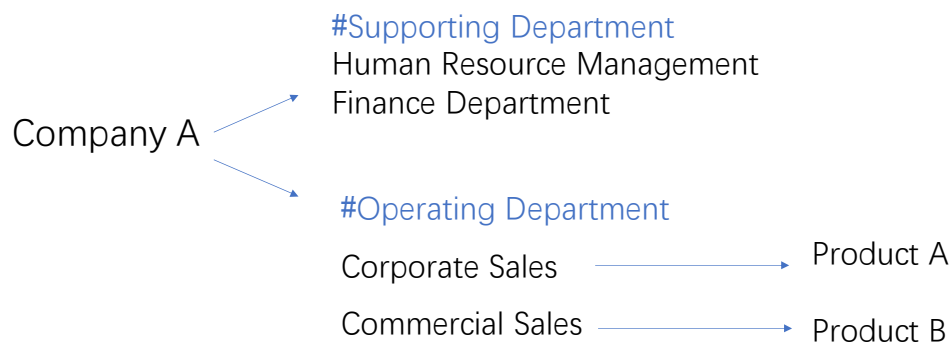 #Supporting Department
Human Resource Management
Finance Department
Company A
#Operating Department
Corporate Sales
Product A
Commercial Sales
Product B